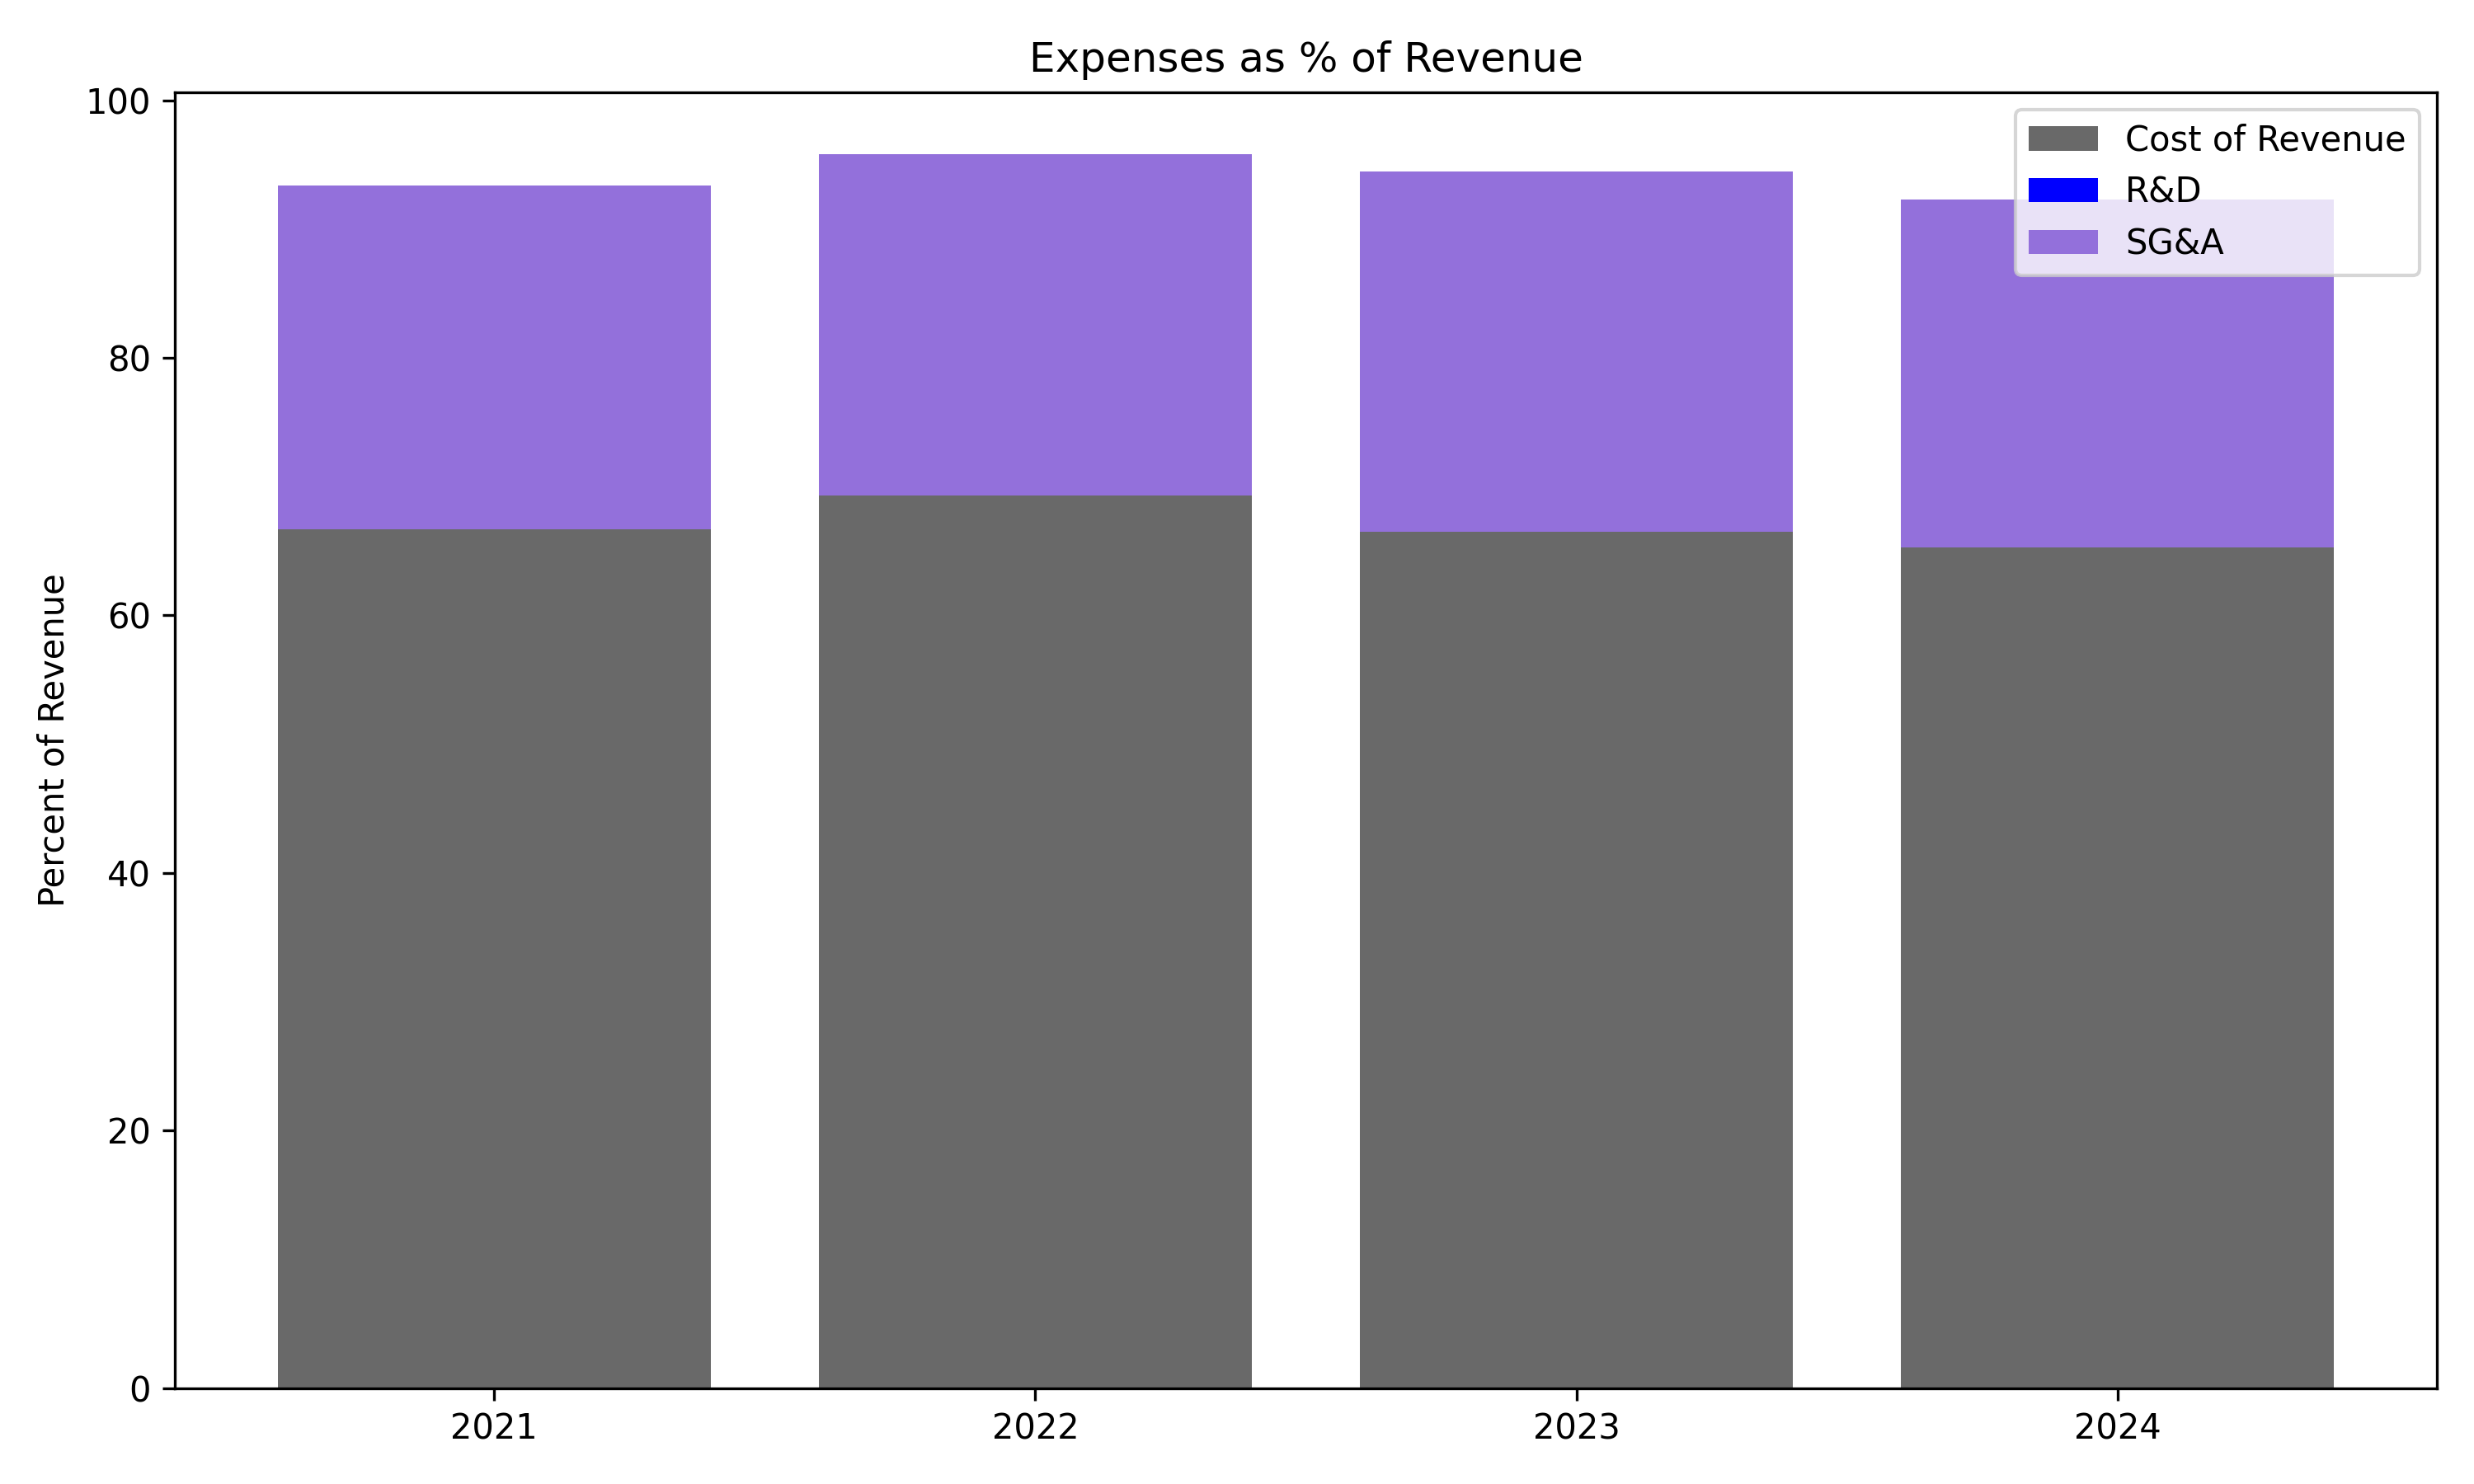 Expenses as % of Revenue
Percent of Revenue
100
80
60
40
20
0
2021
2022
2023
2024
Cost of Revenue
R&D
SG&A